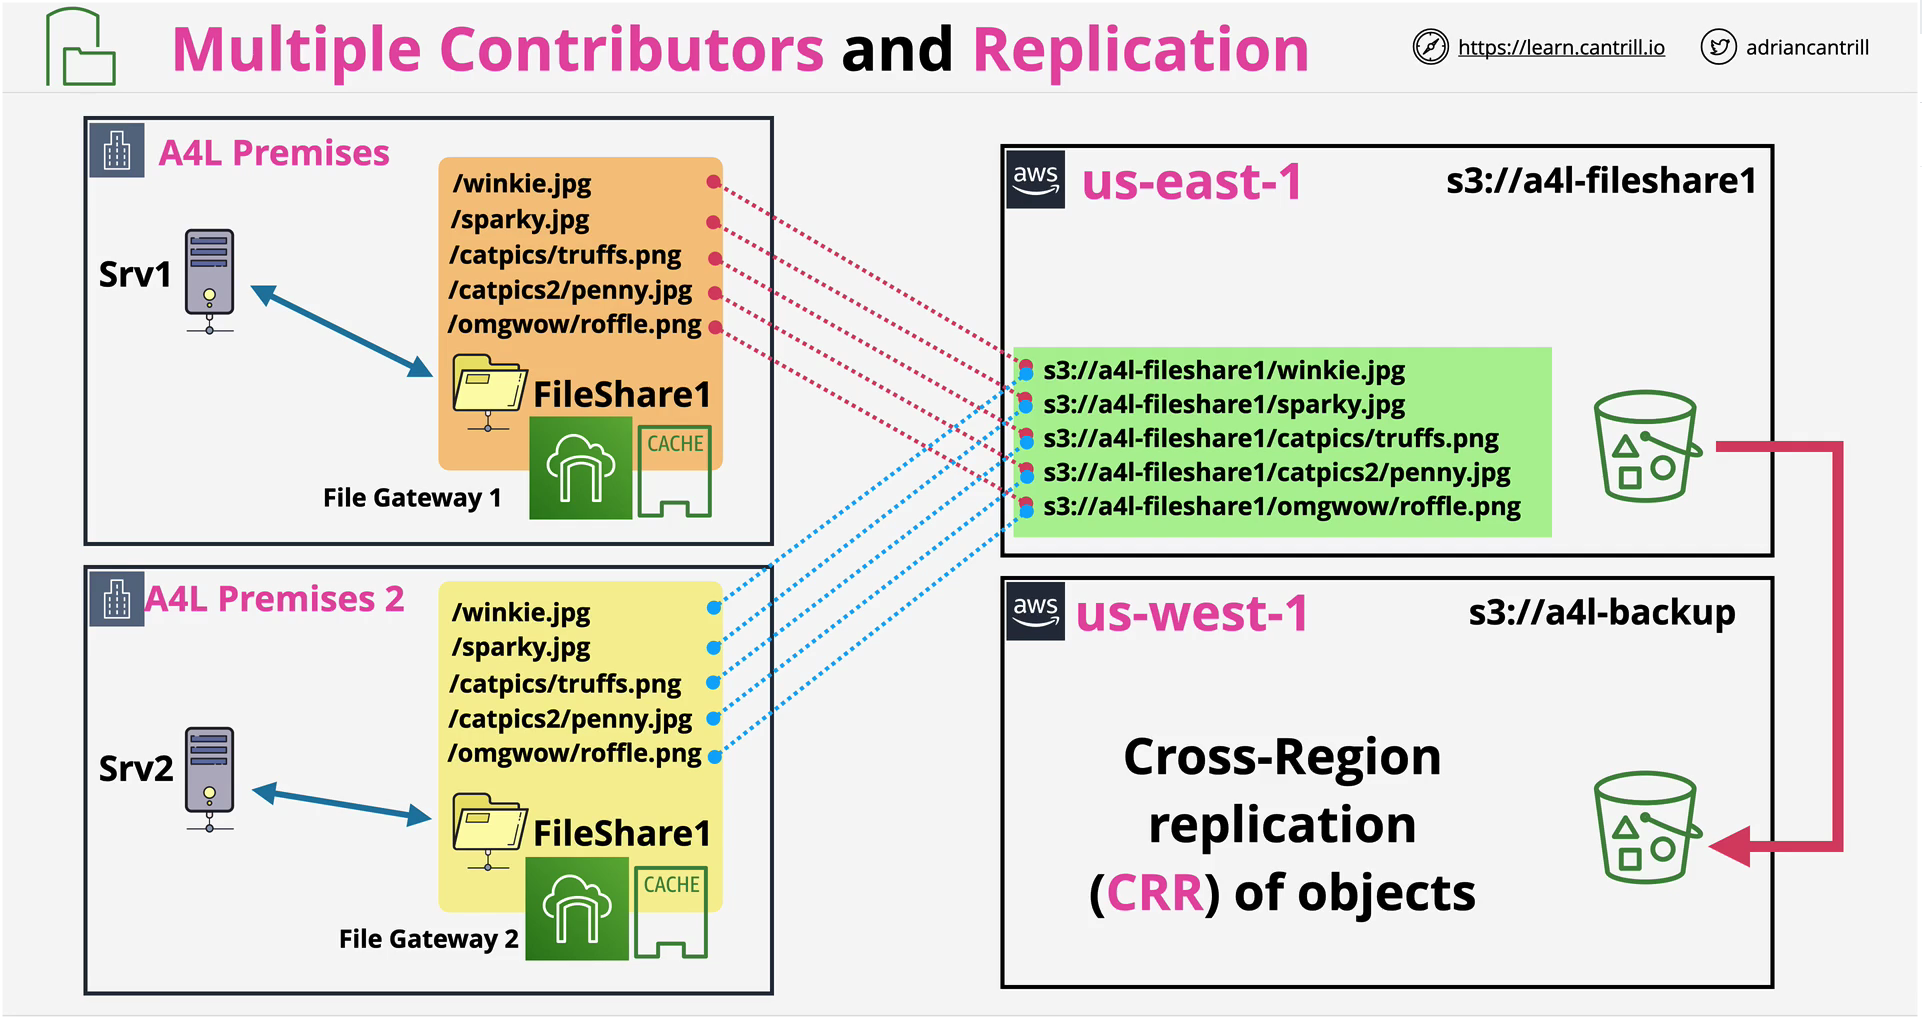 Multiple Contributors and Replication
https://learn.cantrill.io
adriancantrill
A4L Premises
Srv1
/winkie.jpg
/sparky.jpg
/catpics/truffs.png
/catpics2/penny.jpg
/omgwow/roffle.png
FileShare1
CACHE
File Gateway 1
A4L Premises 2
Srv2
/winkie.jpg
/sparky.jpg
/catpics/truffs.png
/catpics2/penny.jpg
/omgwow/roffle.png
FileShare1
CACHE
File Gateway 2
aws
us-east-1
s3://a4l-fileshare1
s3://a4l-fileshare1/winkie.jpg
s3://a4l-fileshare1/sparky.jpg
s3://a4l-fileshare1/catpics/truffs.png
s3://a4l-fileshare1/catpics2/penny.jpg
s3://a4l-fileshare1/omgwow/roffle.png
aws
us-west-1
s3://a4l-backup
Cross-Region
replication
(CRR) of objects